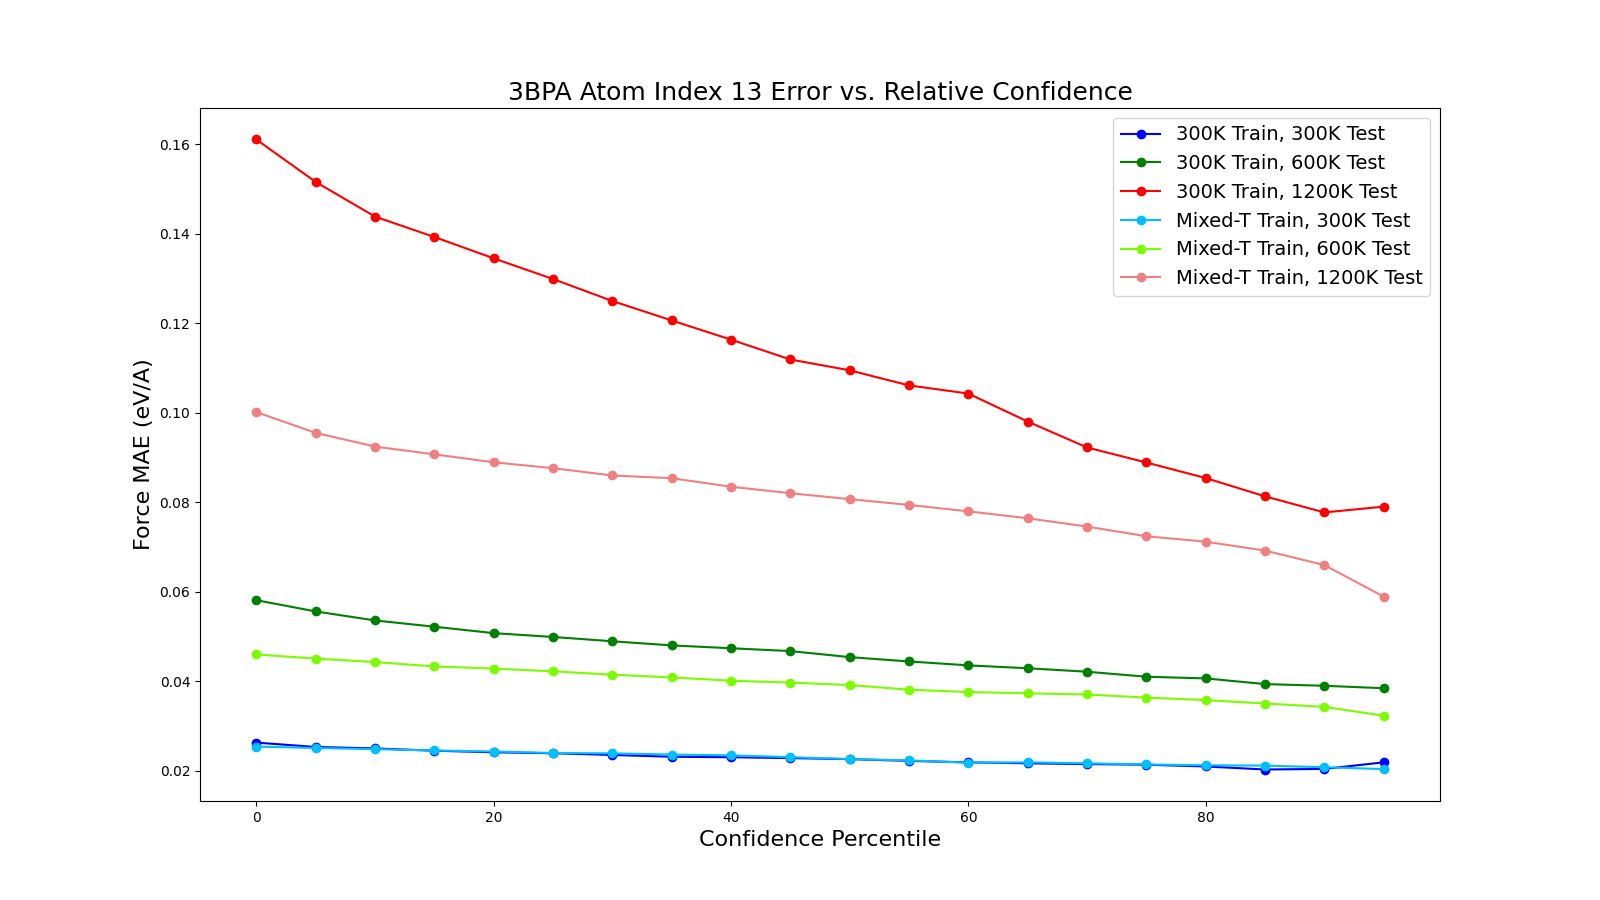 3BPA Atom Index 13 Error vs. Relative Confidence
300K Train, 300K Test
300K Train, 600K Test
300K Train, 1200K Test
Mixed-T Train, 300K Test
Mixed-T Train, 600K Test
Mixed-T Train, 1200K Test
Force MAE (eV/A)
0.16
0.14
0.12
0.10
0.08
0.06
0.04
0.02
0 20 40 60 80
Confidence Percentile